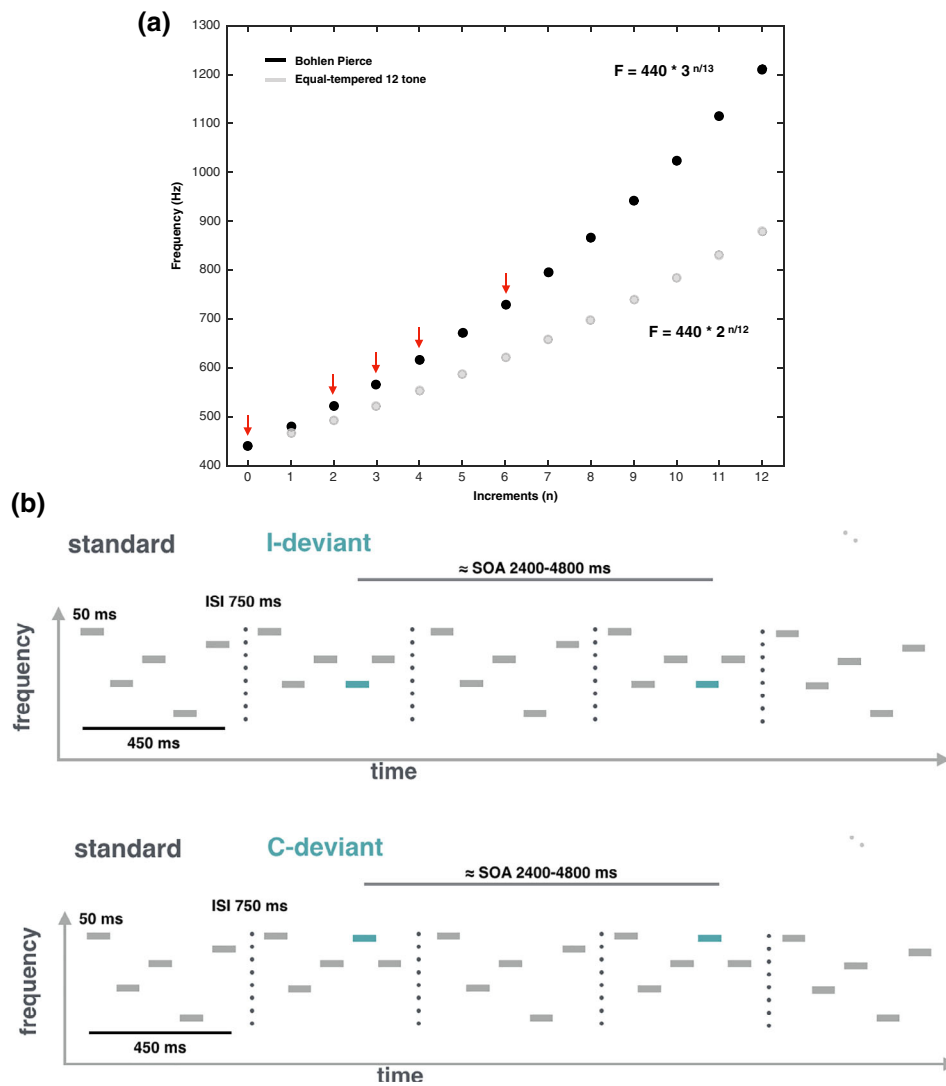 (a)
1300
1200
1100
1000
900
800
700
600
500
400
Frequency (Hz)
Bohlen Pierce
Equal-tempered 12 tone
F = 440 * 3 n/13
F = 440 * 2 n/12
0 1 2 3 4 5 6 7 8 9 10 11 12
Increments (n)
(b)
standard I-deviant
≈ SOA 2400-4800 ms
ISI 750 ms
50 ms
frequency
450 ms
time
standard C-deviant
≈ SOA 2400-4800 ms
ISI 750 ms
50 ms
frequency
450 ms
time